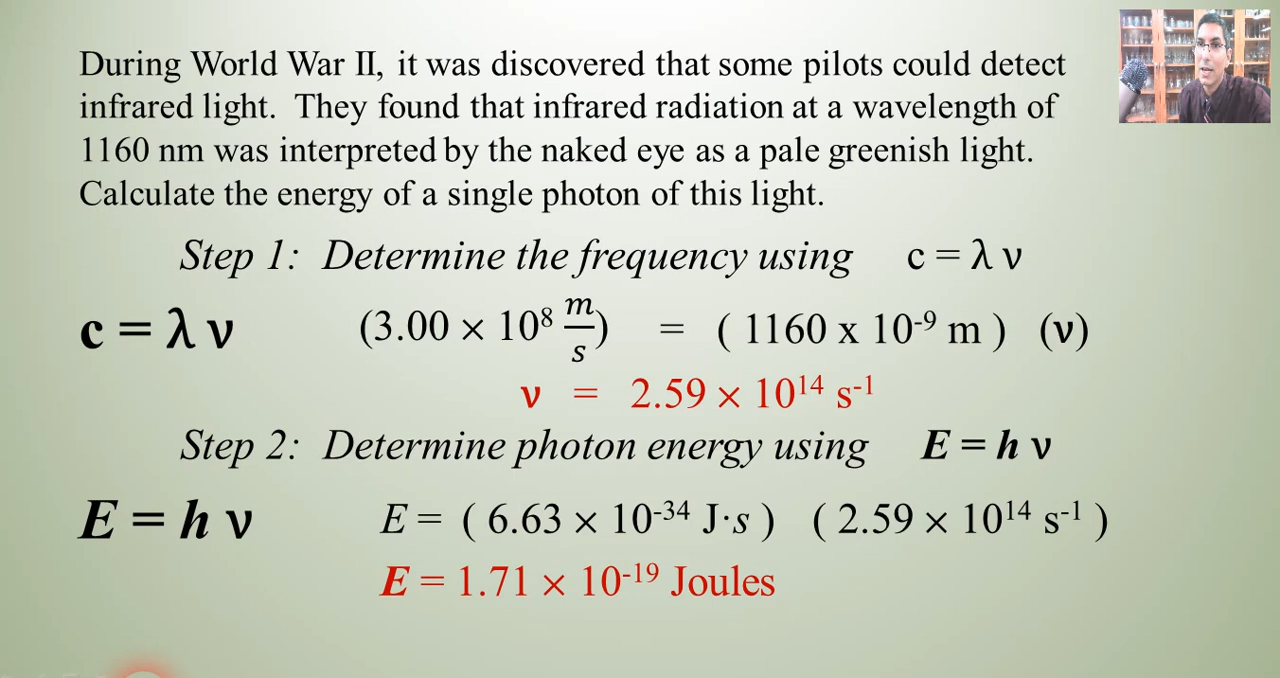 During World War II, it was discovered that some pilots could detect
infrared light. They found that infrared radiation at a wavelength of
1160 nm was interpreted by the naked eye as a pale greenish light.
Calculate the energy of a single photon of this light.
Step 1: Determine the frequency using c = λ ν
c = λ ν (3.00 × 10⁸ m/s) = ( 1160 x 10⁻⁹ m ) (ν)
ν = 2.59 × 10¹⁴ s⁻¹
Step 2: Determine photon energy using E = h ν
E = h ν E = ( 6.63 × 10⁻³⁴ J·s ) ( 2.59 × 10¹⁴ s⁻¹ )
E = 1.71 × 10⁻¹⁹ Joules